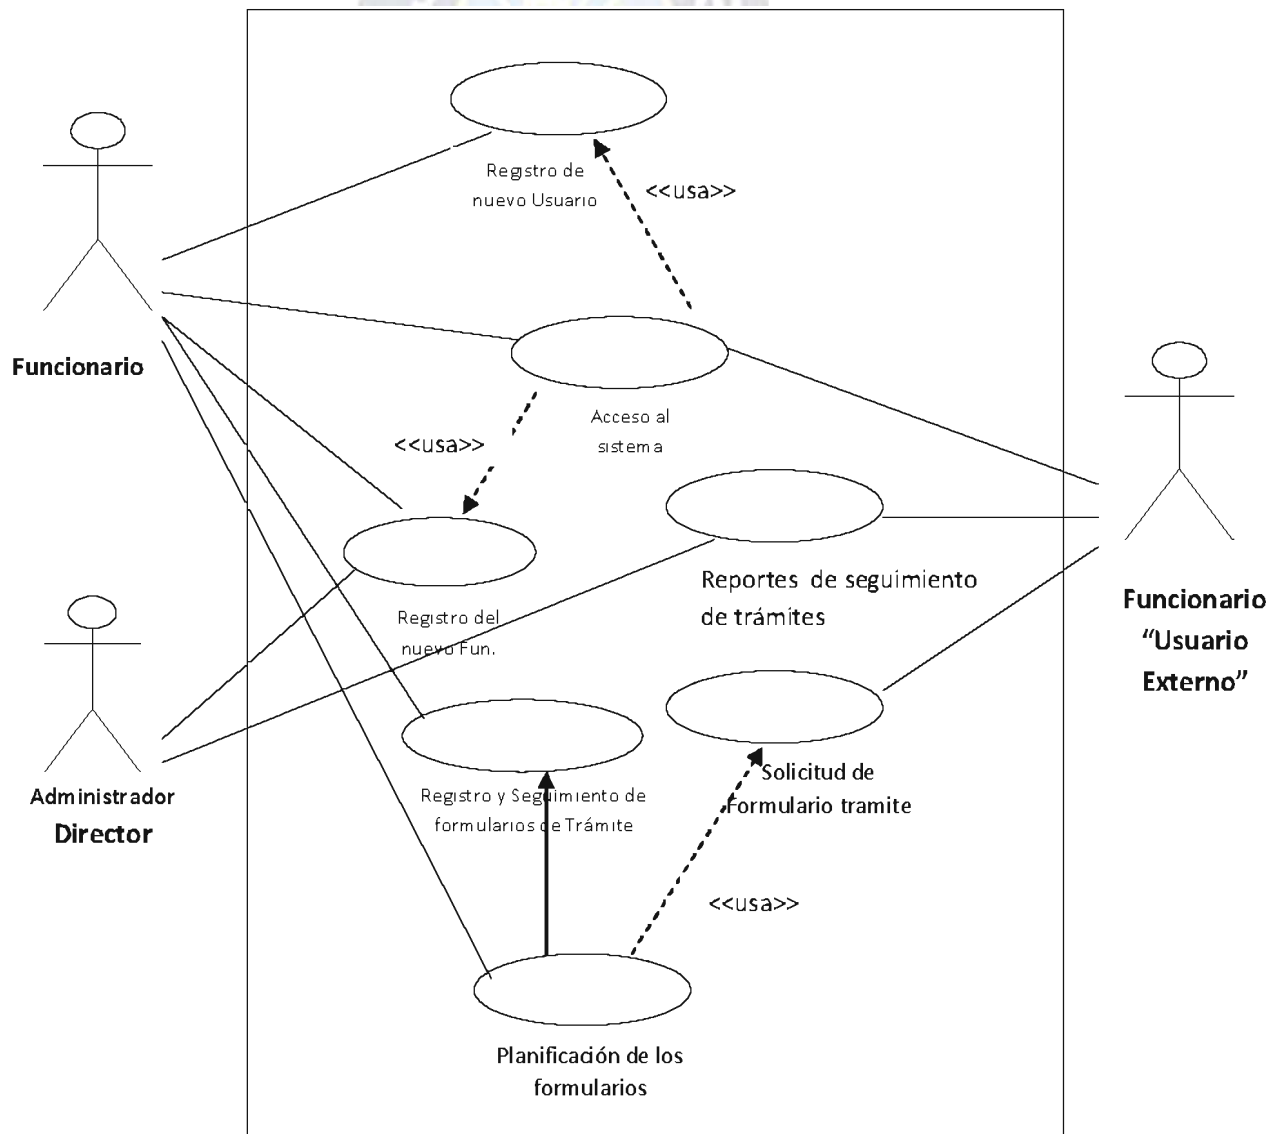 Registro de
nuevo Usuario
<<usa>>
Funcionario
Acceso al
sistema
<<usa>>
Reportes de seguimiento
de trámites
Funcionario
“Usuario
Externo”
Registro del
nuevo Fun.
Administrador
Director
Solicitud de
Formulario tramite
Registro y Seguimiento de
formularios de Trámite
<<usa>>
Planificación de los
formularios